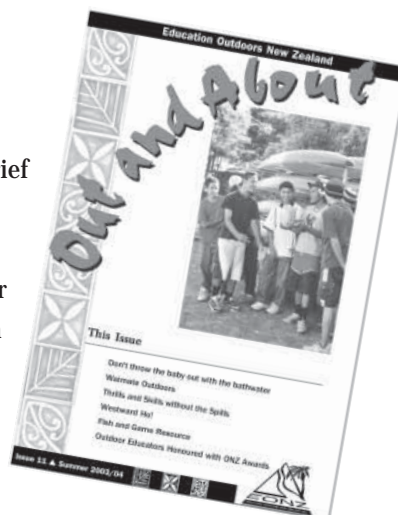 ief
r
Education Outdoors New Zealand
Out and About
This Issue
Don't throw the baby out with the bathwater
Waimate Outdoors
Thrills and Skills without the Spills
Westward Ho!
Fish and Game Resource
Outdoor Educators Honoured with ONZ Awards
Issue 11 ▲ Summer 2003/04
EONZ